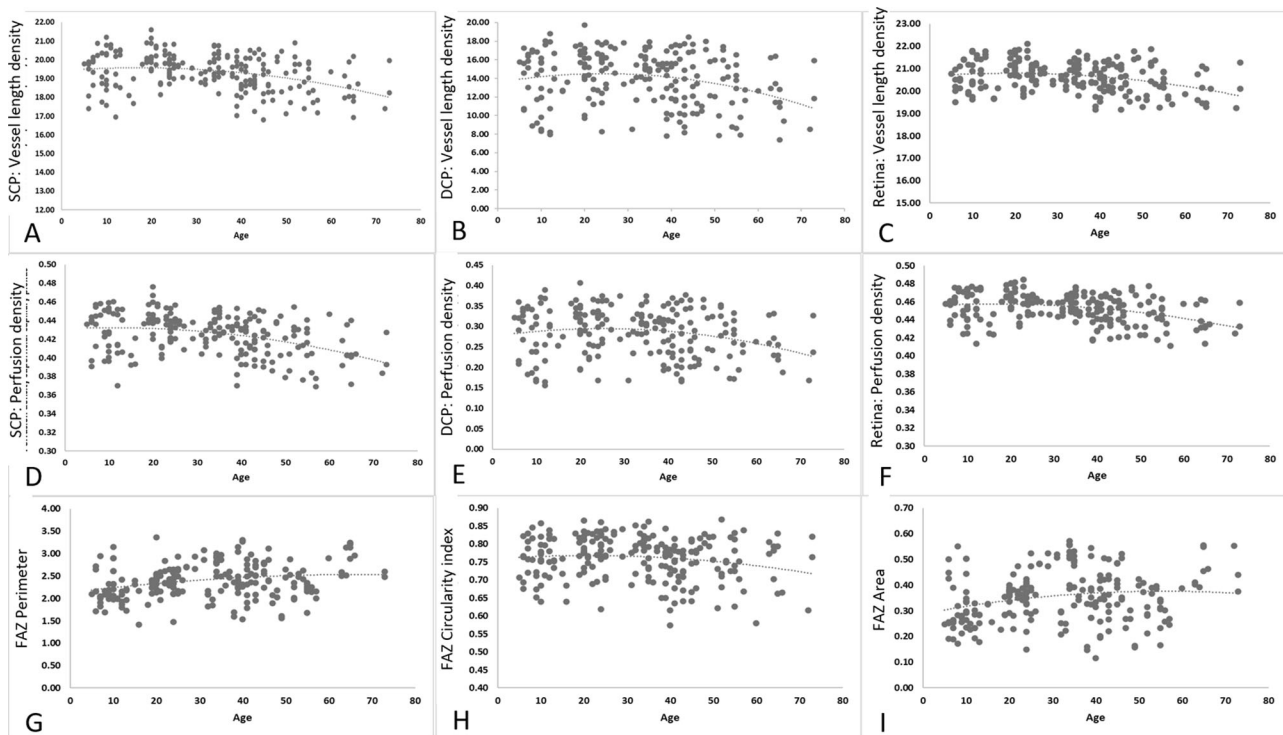 SCP: Vessel length density
22.00
21.00
20.00
19.00
18.00
17.00
16.00
15.00
14.00
13.00
12.00
0 10 20 30 40 50 60 70 80
Age
A
DCP: Vessel length density
20.00
18.00
16.00
14.00
12.00
10.00
8.00
6.00
4.00
2.00
0.00
0 10 20 30 40 50 60 70 80
Age
B
Retina: Vessel length density
23.00
22.00
21.00
20.00
19.00
18.00
17.00
16.00
15.00
0 10 20 30 40 50 60 70 80
Age
C
SCP: Perfusion density
0.50
0.48
0.46
0.44
0.42
0.40
0.38
0.36
0.34
0.32
0.30
0 10 20 30 40 50 60 70 80
Age
D
DCP: Perfusion density
0.45
0.40
0.35
0.30
0.25
0.20
0.15
0.10
0.05
0.00
0 10 20 30 40 50 60 70 80
Age
E
Retina: Perfusion density
0.50
0.48
0.46
0.44
0.42
0.40
0.38
0.36
0.34
0.32
0.30
0 10 20 30 40 50 60 70 80
Age
F
FAZ Perimeter
4.00
3.50
3.00
2.50
2.00
1.50
1.00
0.50
0.00
0 10 20 30 40 50 60 70 80
Age
G
FAZ Circularity index
0.90
0.85
0.80
0.75
0.70
0.65
0.60
0.55
0.50
0.45
0.40
0 10 20 30 40 50 60 70 80
Age
H
FAZ Area
0.70
0.60
0.50
0.40
0.30
0.20
0.10
0.00
0 10 20 30 40 50 60 70 80
Age
I